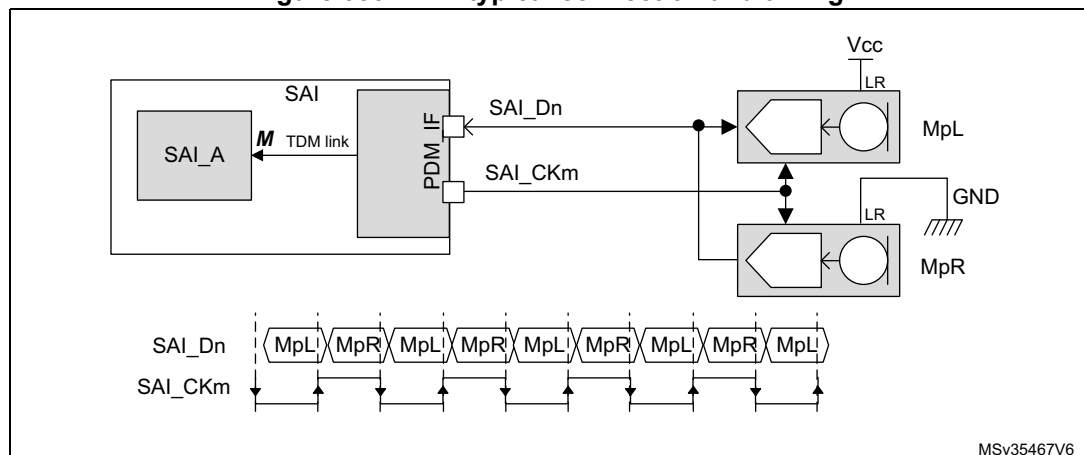 Vcc
LR
SAI
SAI_Dn
MpL
SAI_A
M TDM link
PDM_IF
SAI_CKm
GND
LR
MpR
SAI_Dn MpL MpR MpL MpR MpL MpR MpL MpR MpL
SAI_CKm
MSv35467V6